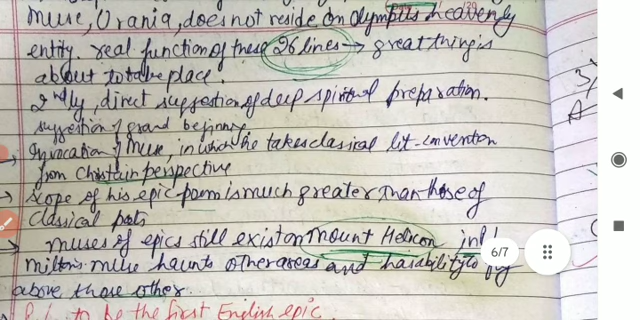 Muse, Urania, does not reside on Olympus heavenly
entity. real function of these 26 lines → great thing is
about to take place.
2ndly, direct suggestion of deep spiritual preparation.
suggestion of grand beginning.
→ Invocation of Muse, in which he takes classical lit-convention
from Christain perspective
→ scope of his epic poem is much greater than those of
classical poets
→ muses of epics still exist on mount Helicon in
milton's muse haunts other areas and has ability to
above those other.
6/7
to be the first English epic.